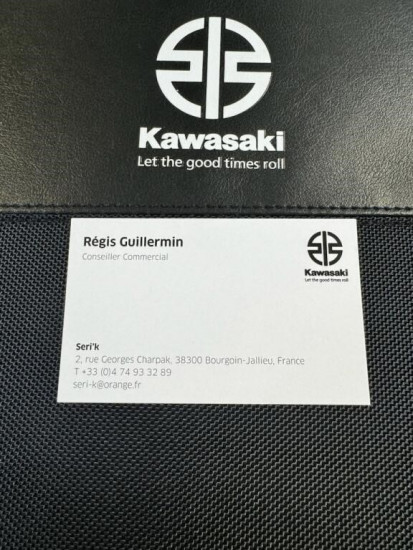 Kawasaki
Let the good times roll
Régis Guillermin
Conseiller Commercial
Kawasaki
Let the good times roll
Seri'k
2, rue Georges Charpak, 38300 Bourgoin-Jallieu, France
T +33 (0)4 74 93 32 89
seri-k@orange.fr